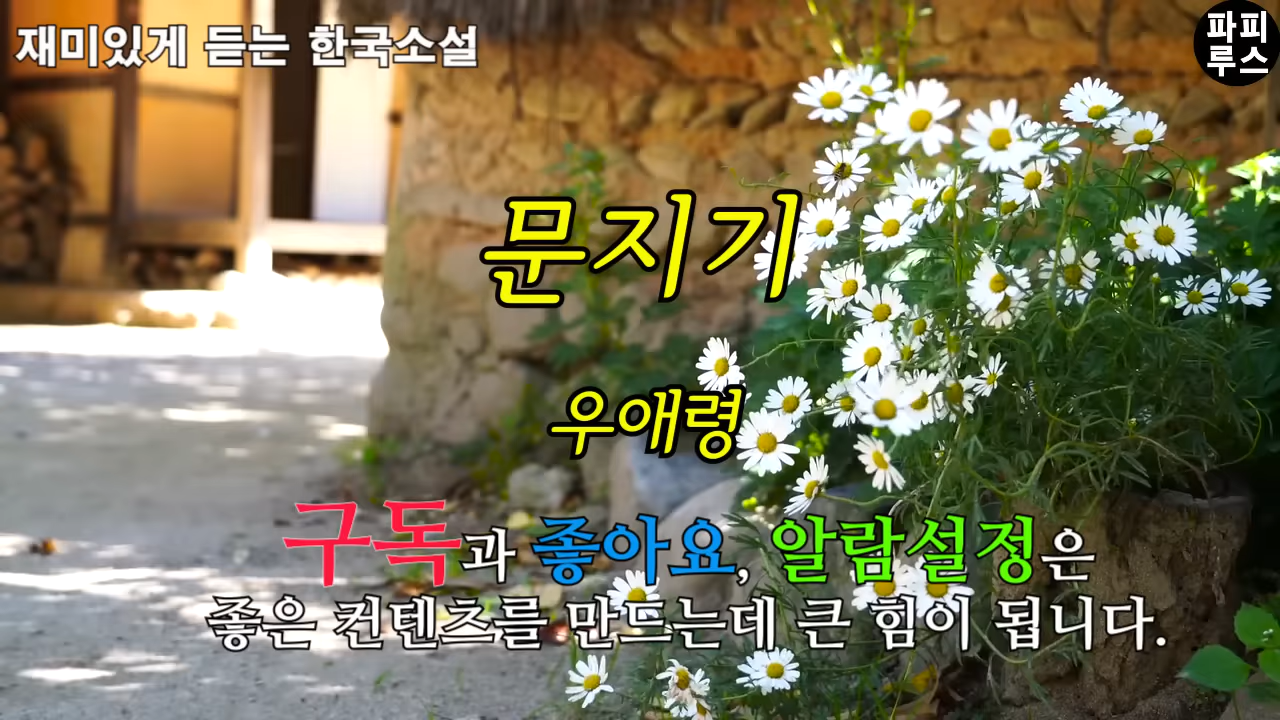 재미있게 듣는 한국소설
파피
루스
문지기
우애령
구독과 좋아요, 알람설정은
좋은 컨텐츠를 만드는데 큰 힘이 됩니다.